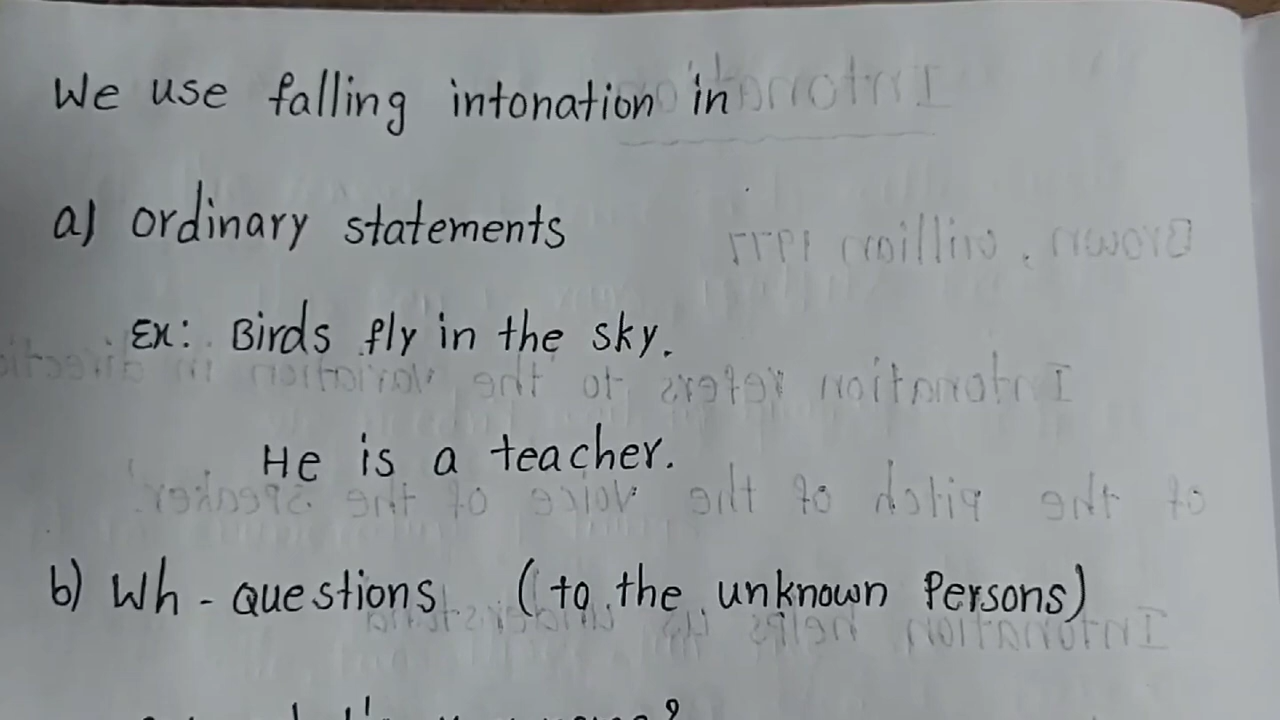 We use falling intonation in
a) ordinary statements
Ex: Birds fly in the sky.
He is a teacher.
b) Wh - questions (to the unknown Persons)